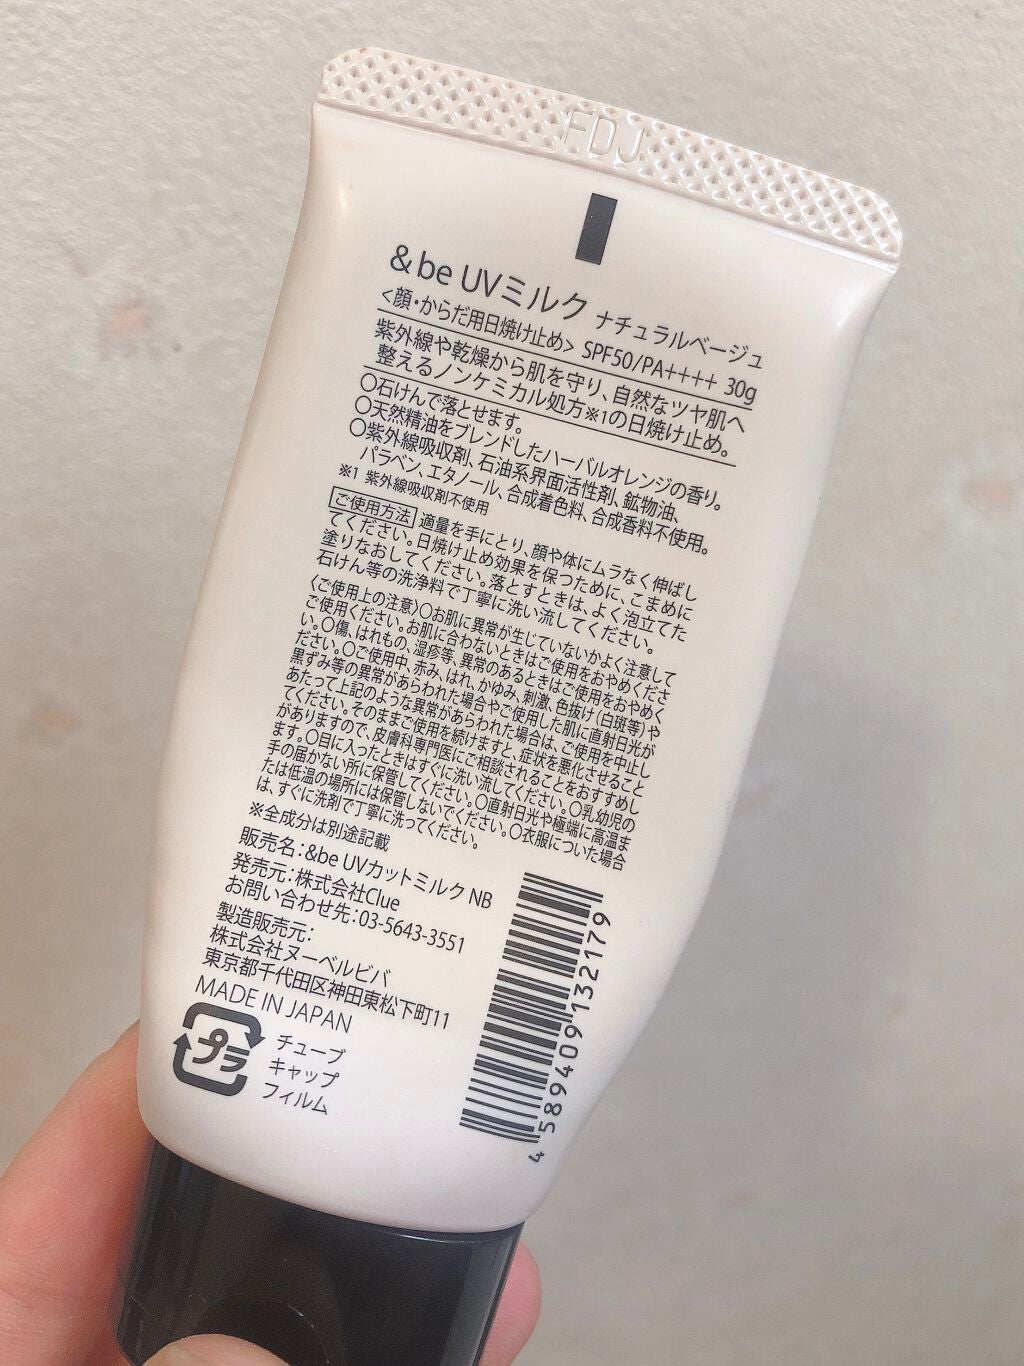 FDJ
&be UVミルク ナチュラルベージュ
<顔・からだ用日焼け止め> SPF50/PA++++ 30g
紫外線や乾燥から肌を守り、自然なツヤ肌へ
整えるノンケミカル処方※1の日焼け止め。
○石けんで落とせます。
○天然精油をブレンドしたハーバルオレンジの香り。
○紫外線吸収剤、石油系界面活性剤、鉱物油、
パラベン、エタノール、合成着色料、合成香料不使用。
※1 紫外線吸収剤不使用
ご使用方法 適量を手にとり、顔や体にムラなく伸ばし
てください。日焼け止め効果を保つために、こまめに
塗りなおしてください。落とすときは、よく泡立てた
石けん等の洗浄料で丁寧に洗い流してください。
〈ご使用上の注意〉○お肌に異常が生じていないかよく注意して
ご使用ください。お肌に合わないときはご使用をおやめくださ
い。○傷、はれもの、湿疹等、異常のあるときはご使用をおやめく
ださい。○ご使用中、赤み、はれ、かゆみ、刺激、色抜け(白斑等)や
黒ずみ等の異常があらわれた場合やご使用した肌に直射日光が
あたって上記のような異常があらわれた場合は、ご使用を中止し
てください。そのままご使用を続けますと、症状を悪化させること
がありますので、皮膚科専門医にご相談されることをおすすめし
ます。○目に入ったときはすぐに洗い流してください。○乳幼児の
手の届かない所に保管してください。○直射日光や極端に高温ま
たは低温の場所には保管しないでください。○衣服についた場合
は、すぐに洗剤で丁寧に洗ってください。
※全成分は別途記載
販売名:&be UVカットミルク NB
発売元:株式会社Clue
お問い合わせ先:03-5643-3551
製造販売元:
株式会社ヌーベルビバ
東京都千代田区神田東松下町11
MADE IN JAPAN
プラ
チューブ
キャップ
フィルム
4 589409 132179